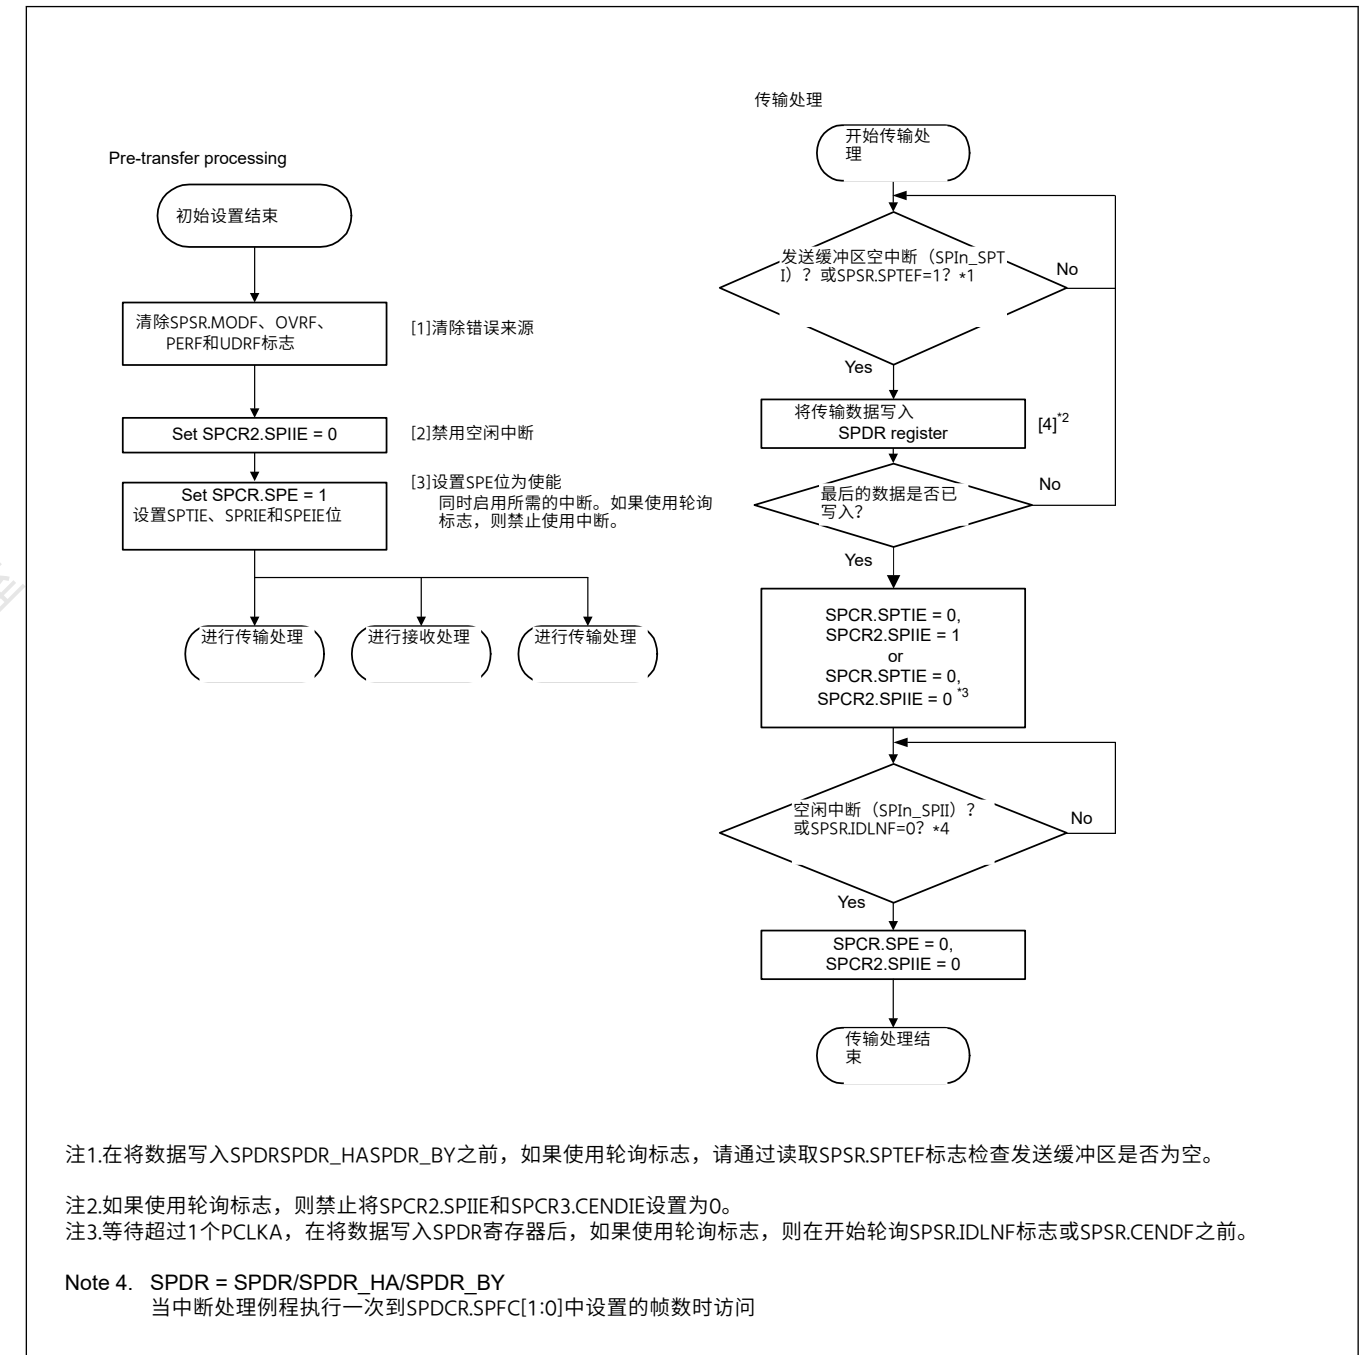 Pre-transfer processing
初始设置结束
清除SPSR.MODF、OVRF、
PERF和UDRF标志
[1]清除错误来源
Set SPCR2.SPIIE = 0
[2]禁用空闲中断
Set SPCR.SPE = 1
设置SPTIE、SPRIE和SPEIE位
[3]设置SPE位为使能
同时启用所需的中断。如果使用轮询
标志，则禁止使用中断。
进行传输处理
进行接收处理
进行传输处理
传输处理
开始传输处
理
发送缓冲区空中断（SPIn_SPT
I）？或SPSR.SPTEF=1？*1
No
Yes
将传输数据写入
SPDR register
[4]*2
最后的数据是否已
写入？
No
Yes
SPCR.SPTIE = 0,
SPCR2.SPIIE = 1
or
SPCR.SPTIE = 0,
SPCR2.SPIIE = 0 *3
空闲中断（SPIn_SPII）？
或SPSR.IDLNF=0？*4
No
Yes
SPCR.SPE = 0,
SPCR2.SPIIE = 0
传输处理结
束
注1.在将数据写入SPDRSPDR_HASPDR_BY之前，如果使用轮询标志，请通过读取SPSR.SPTEF标志检查发送缓冲区是否为空。
注2.如果使用轮询标志，则禁止将SPCR2.SPIIE和SPCR3.CENDIE设置为0。
注3.等待超过1个PCLKA，在将数据写入SPDR寄存器后，如果使用轮询标志，则在开始轮询SPSR.IDLNF标志或SPSR.CENDF之前。
Note 4. SPDR = SPDR/SPDR_HA/SPDR_BY
当中断处理例程执行一次到SPDCR.SPFC[1:0]中设置的帧数时访问